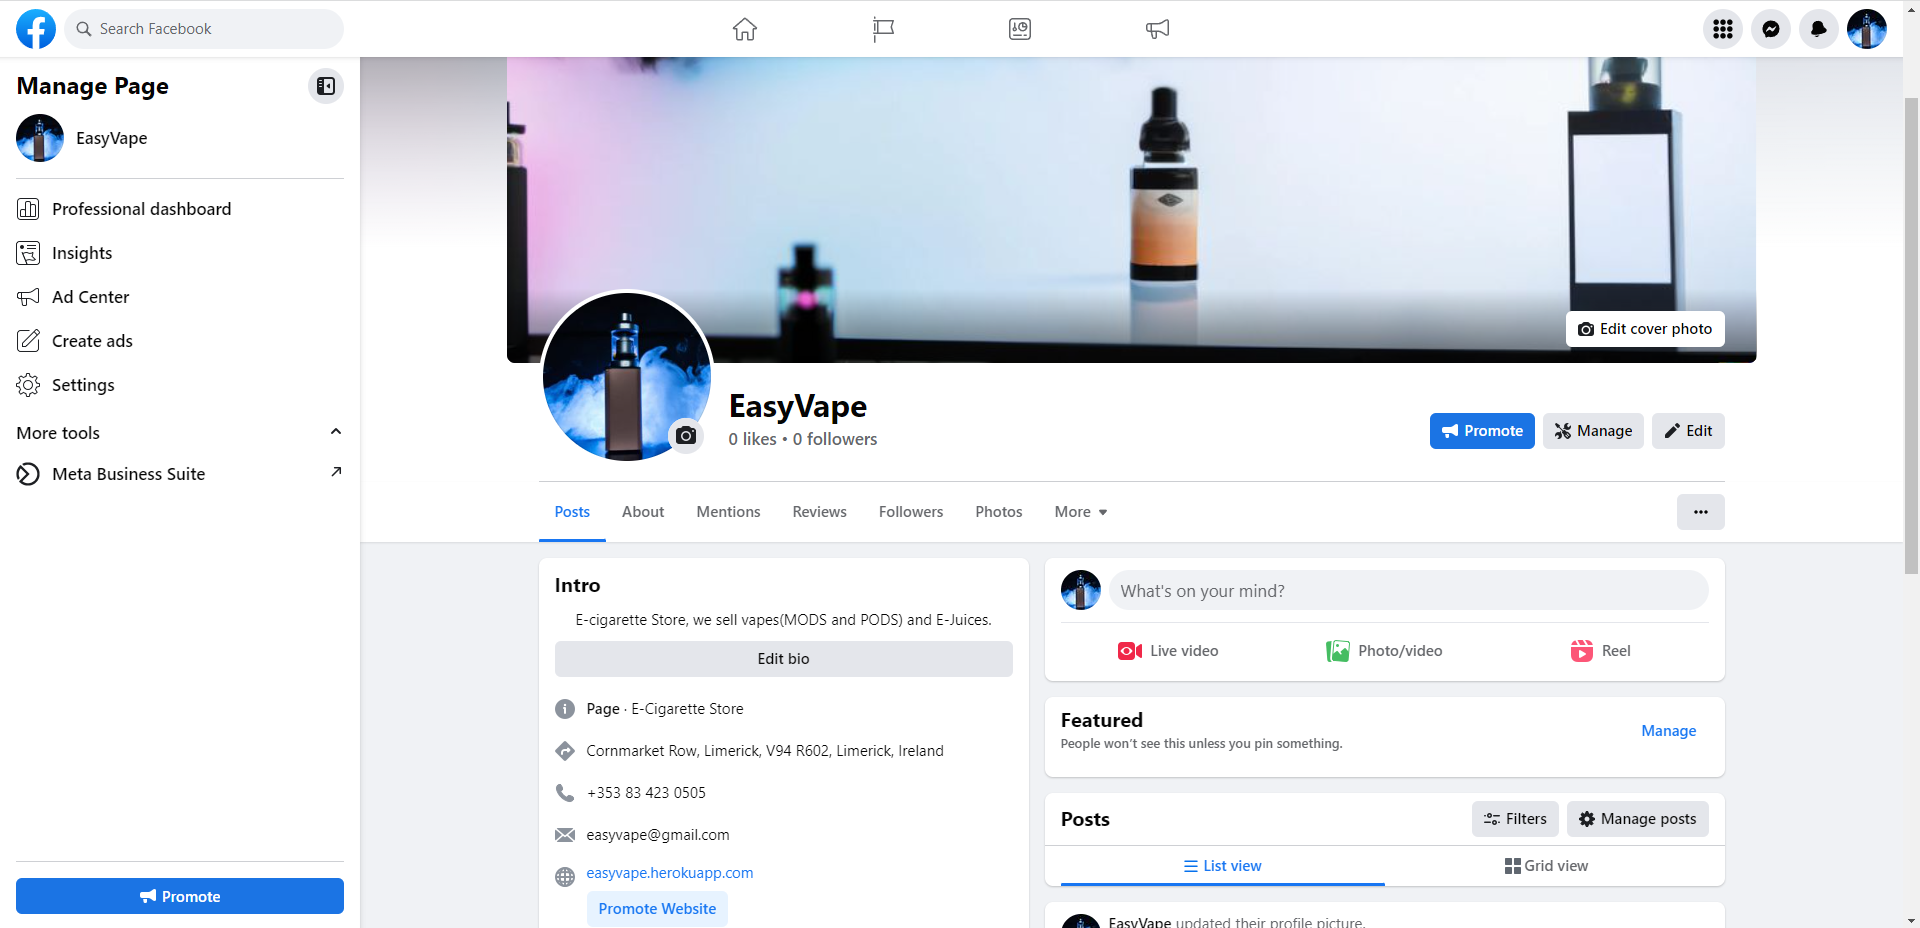 Search Facebook
Manage Page
EasyVape
Professional dashboard
Insights
Ad Center
Create ads
Settings
More tools
Meta Business Suite
Promote
Edit cover photo
EasyVape
0 likes • 0 followers
Promote
Manage
Edit
Posts
About
Mentions
Reviews
Followers
Photos
More
Intro
E-cigarette Store, we sell vapes(MODS and PODS) and E-Juices.
Edit bio
Page · E-Cigarette Store
Cornmarket Row, Limerick, V94 R602, Limerick, Ireland
+353 83 423 0505
easyvape@gmail.com
easyvape.herokuapp.com
Promote Website
What's on your mind?
Live video
Photo/video
Reel
Featured
People won't see this unless you pin something.
Manage
Posts
Filters
Manage posts
List view
Grid view
EasyVape updated their profile picture.